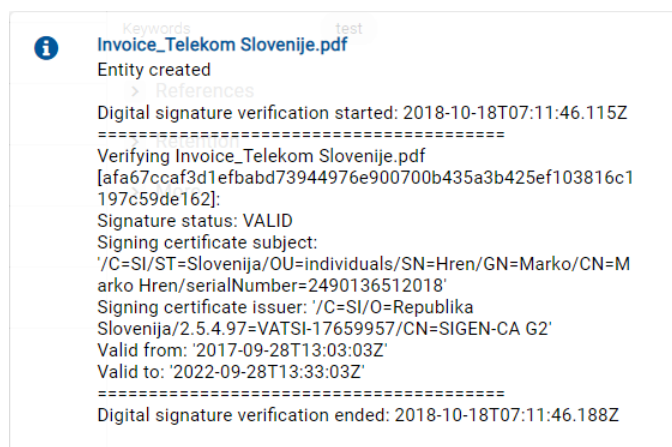 Keywords test
Invoice_Telekom Slovenije.pdf
Entity created
> References
Digital signature verification started: 2018-10-18T07:11:46.115Z
========================================
> Retention
Verifying Invoice_Telekom Slovenije.pdf
[afa67ccaf3d1efbabd73944976e900700b435a3b425ef103816c1
197c59de162]:
Signature status: VALID
Signing certificate subject:
'/C=SI/ST=Slovenija/OU=individuals/SN=Hren/GN=Marko/CN=M
arko Hren/serialNumber=2490136512018'
Signing certificate issuer: '/C=SI/O=Republika
Slovenija/2.5.4.97=VATSI-17659957/CN=SIGEN-CA G2'
Valid from: '2017-09-28T13:03:03Z'
Valid to: '2022-09-28T13:33:03Z'
========================================
Digital signature verification ended: 2018-10-18T07:11:46.188Z